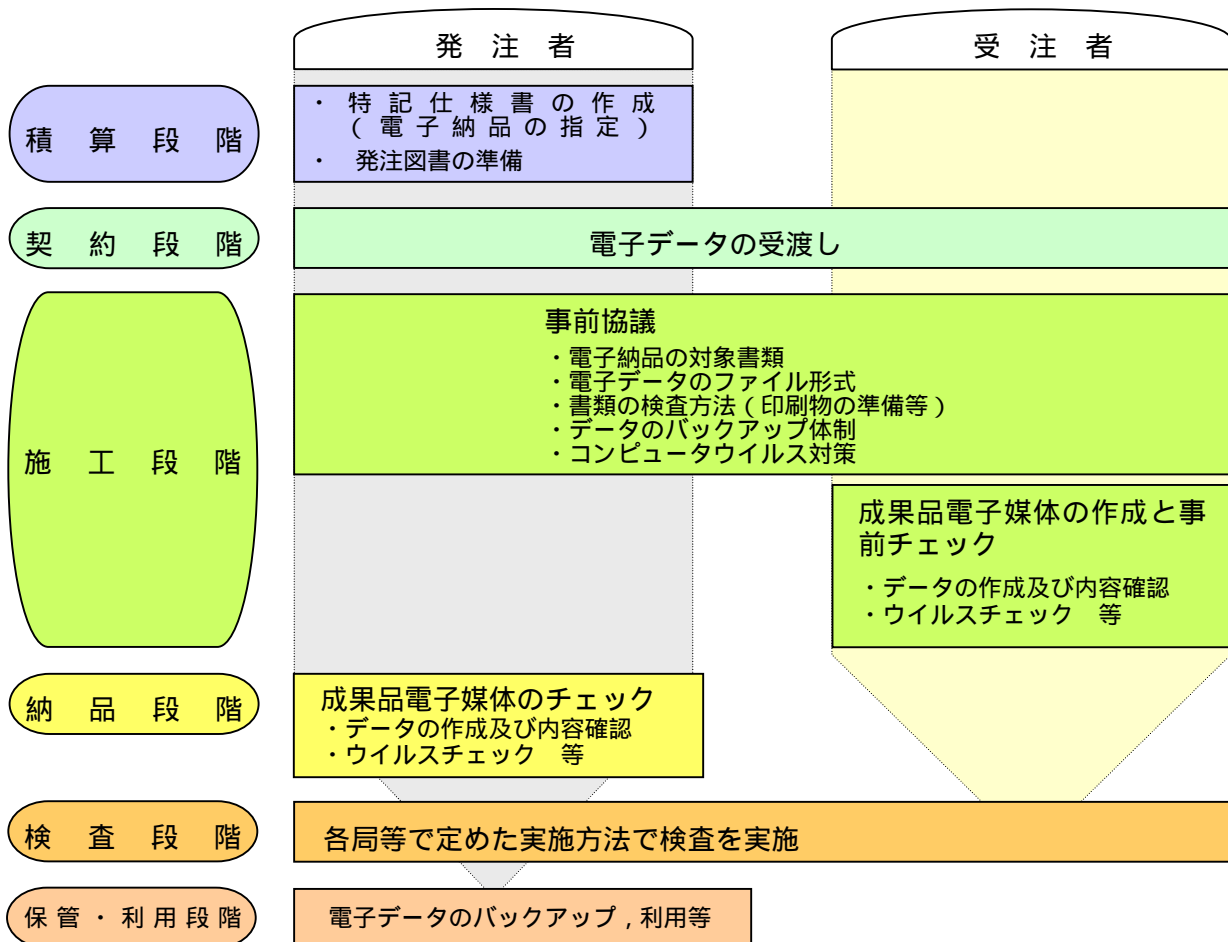 発注者
受注者
積算段階
・特記仕様書の作成
(電子納品の指定)
・発注図書の準備
契約段階
電子データの受渡し
施工段階
事前協議
・電子納品の対象書類
・電子データのファイル形式
・書類の検査方法(印刷物の準備等)
・データのバックアップ体制
・コンピュータウイルス対策
成果品電子媒体の作成と事
前チェック
・データの作成及び内容確認
・ウイルスチェック 等
納品段階
成果品電子媒体のチェック
・データの作成及び内容確認
・ウイルスチェック 等
検査段階
各局等で定めた実施方法で検査を実施
保管・利用段階
電子データのバックアップ,利用等